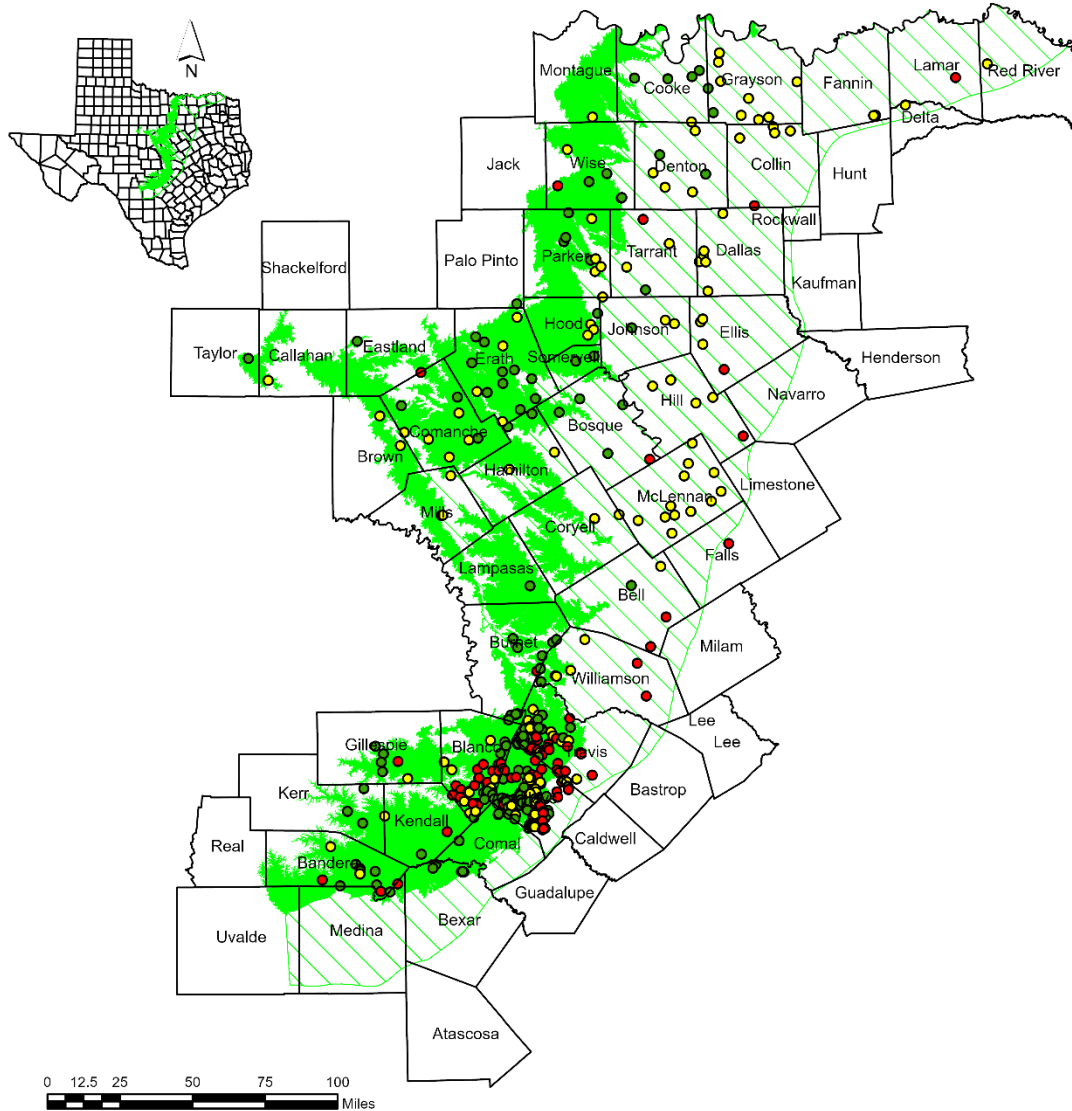 N
Montague
Cooke
Grayson
Fannin
Lamar
Red River
Delta
Jack
Wise
Denton
Collin
Hunt
Rockwall
Shackelford
Palo Pinto
Parker
Tarrant
Dallas
Kaufman
Taylor
Callahan
Eastland
Erath
Hood
Somervell
Johnson
Ellis
Henderson
Navarro
Hill
Brown
Comanche
Bosque
Hamilton
McLennan
Limestone
Mills
Coryell
Falls
Lampasas
Bell
Burnet
Milam
Williamson
Lee
Lee
Gillespie
Blanco
Travis
Bastrop
Kerr
Kendall
Caldwell
Real
Comal
Bandera
Guadalupe
Uvalde
Medina
Bexar
Atascosa
0 12.5 25 50 75 100
Miles